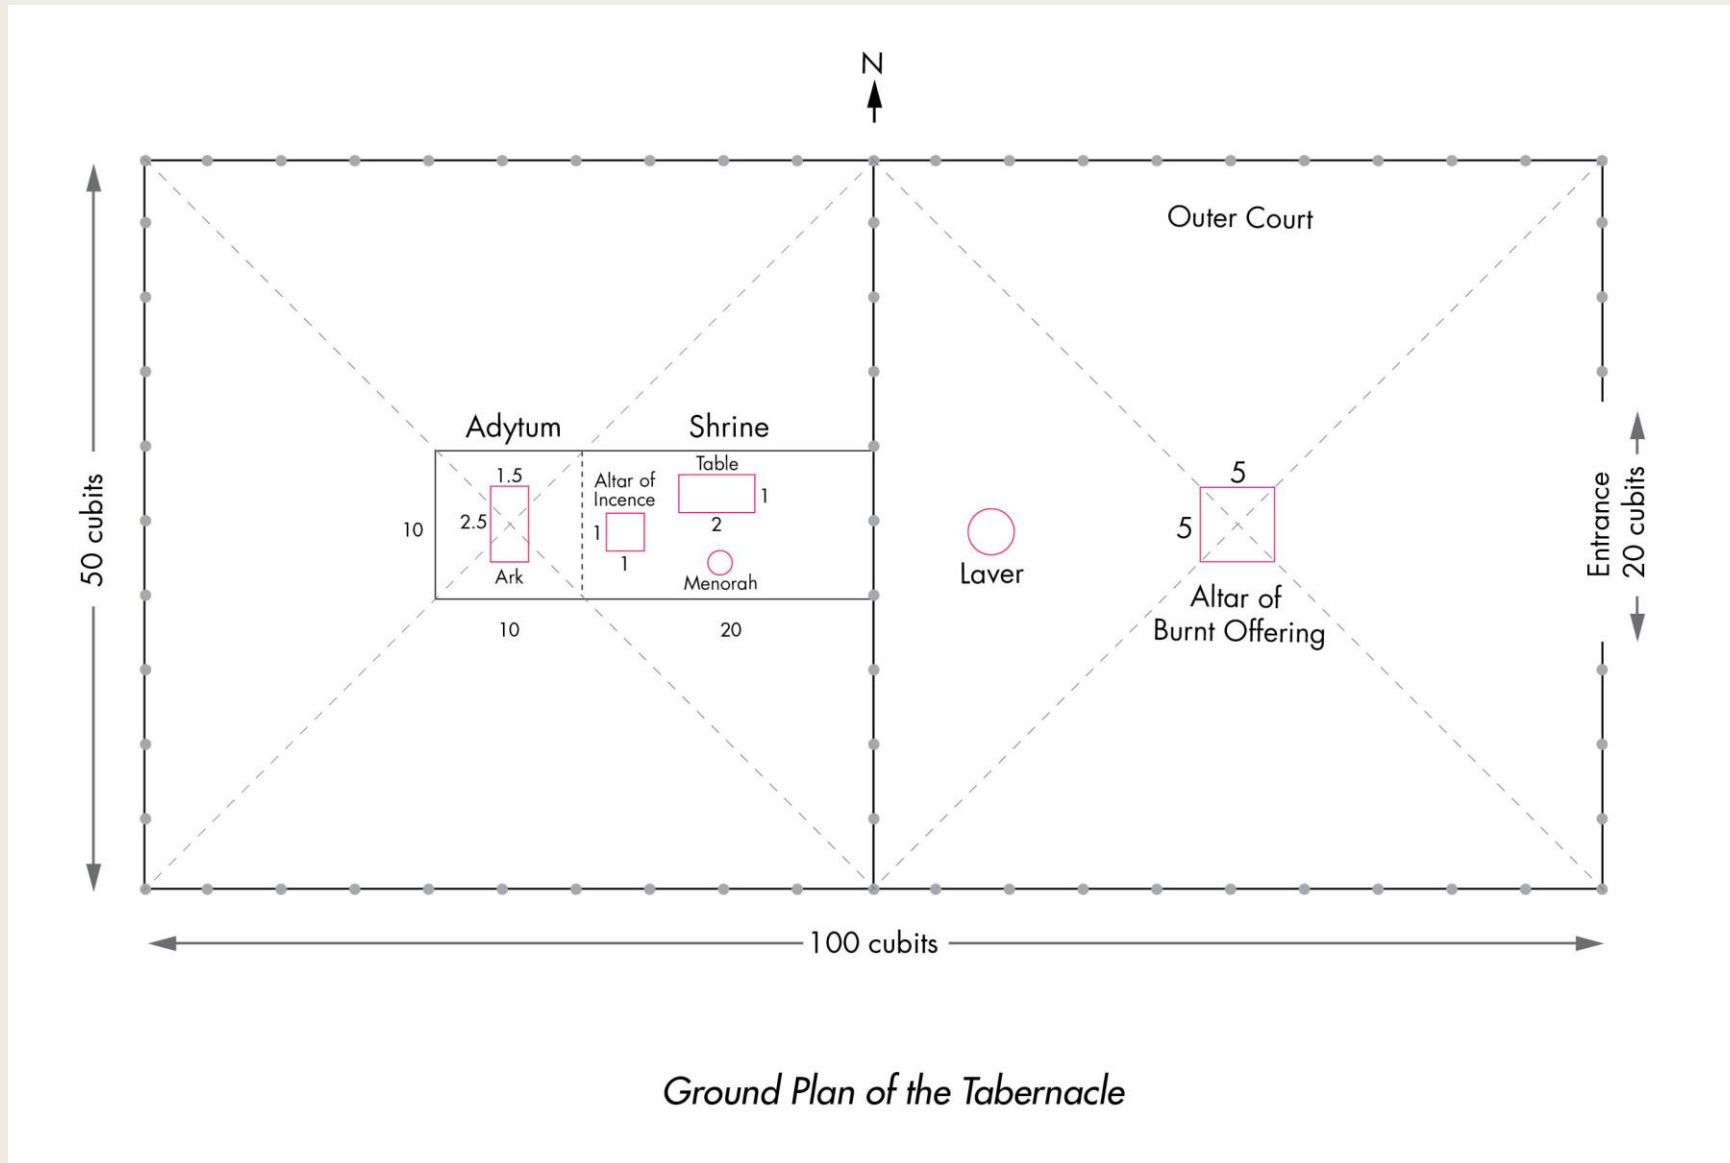 N
Outer Court
50 cubits
Adytum
Shrine
1.5
2.5
10
Ark
10
Altar of
Incence
1
1
Table
1
2
Menorah
20
Laver
5
5
Altar of
Burnt Offering
Entrance
20 cubits
100 cubits
Ground Plan of the Tabernacle